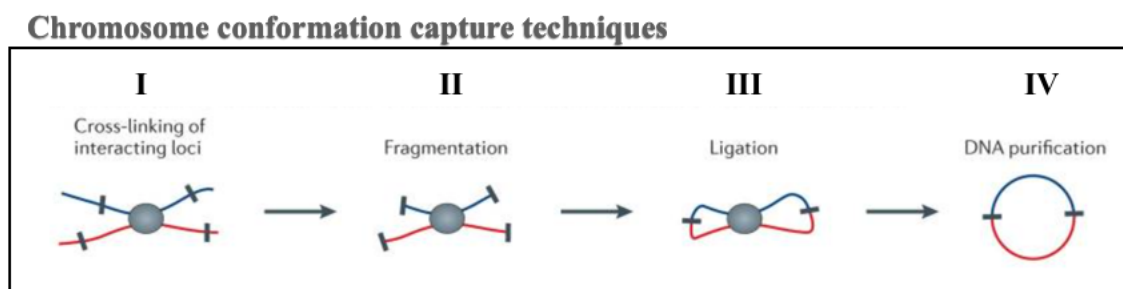 Chromosome conformation capture techniques
I II III IV
Cross-linking of
interacting loci
Fragmentation
Ligation
DNA purification